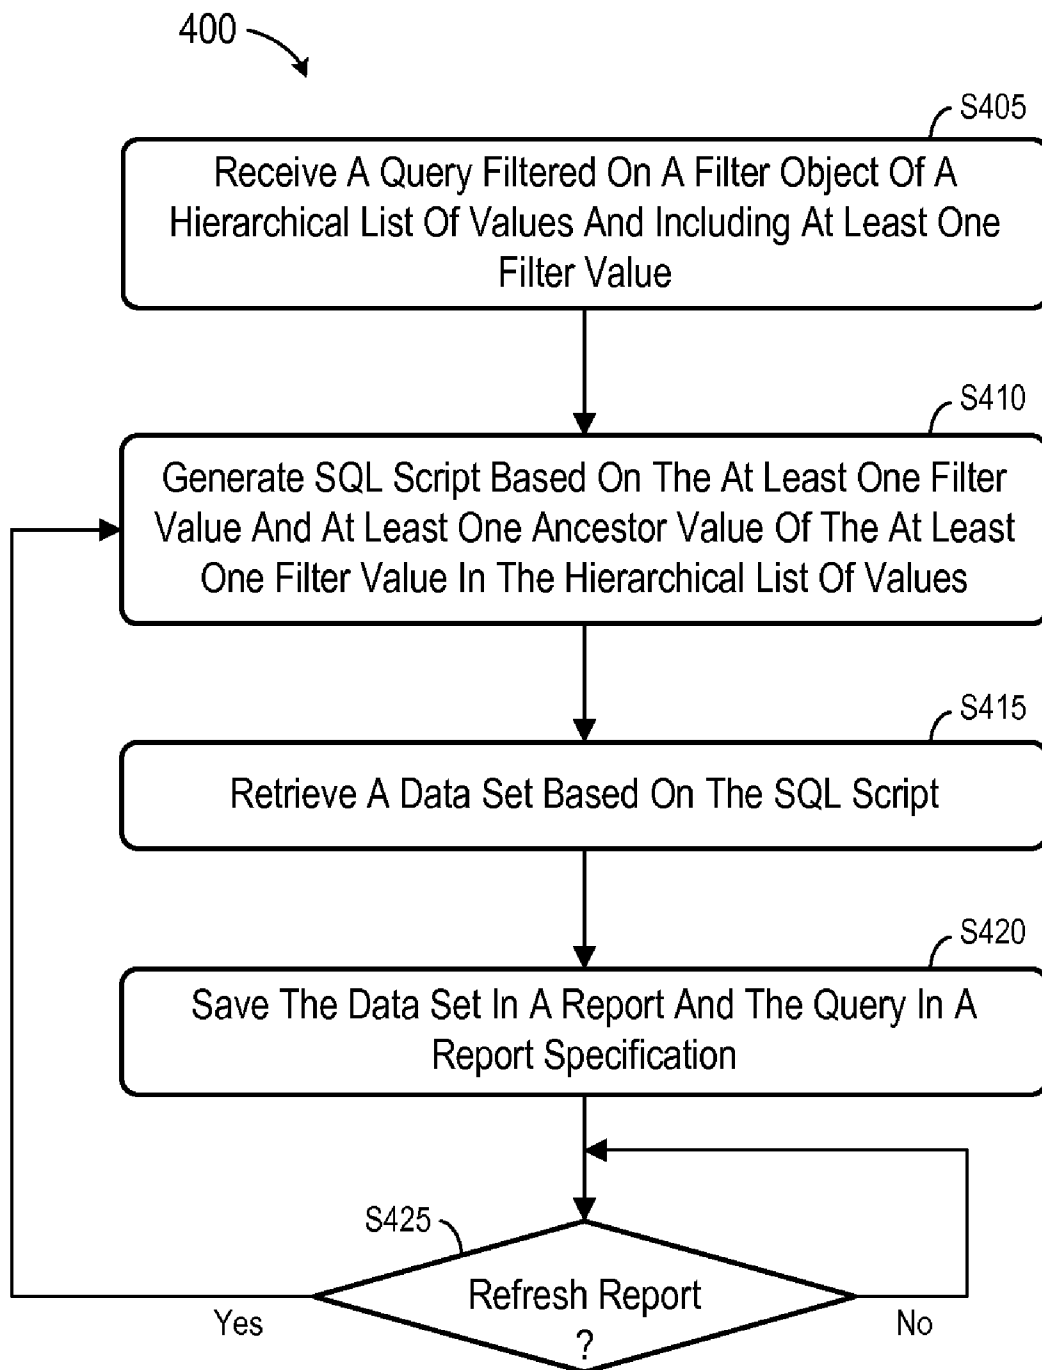 400
S405
Receive A Query Filtered On A Filter Object Of A
Hierarchical List Of Values And Including At Least One
Filter Value
S410
Generate SQL Script Based On The At Least One Filter
Value And At Least One Ancestor Value Of The At Least
One Filter Value In The Hierarchical List Of Values
S415
Retrieve A Data Set Based On The SQL Script
S420
Save The Data Set In A Report And The Query In A
Report Specification
S425
Refresh Report
?
Yes
No